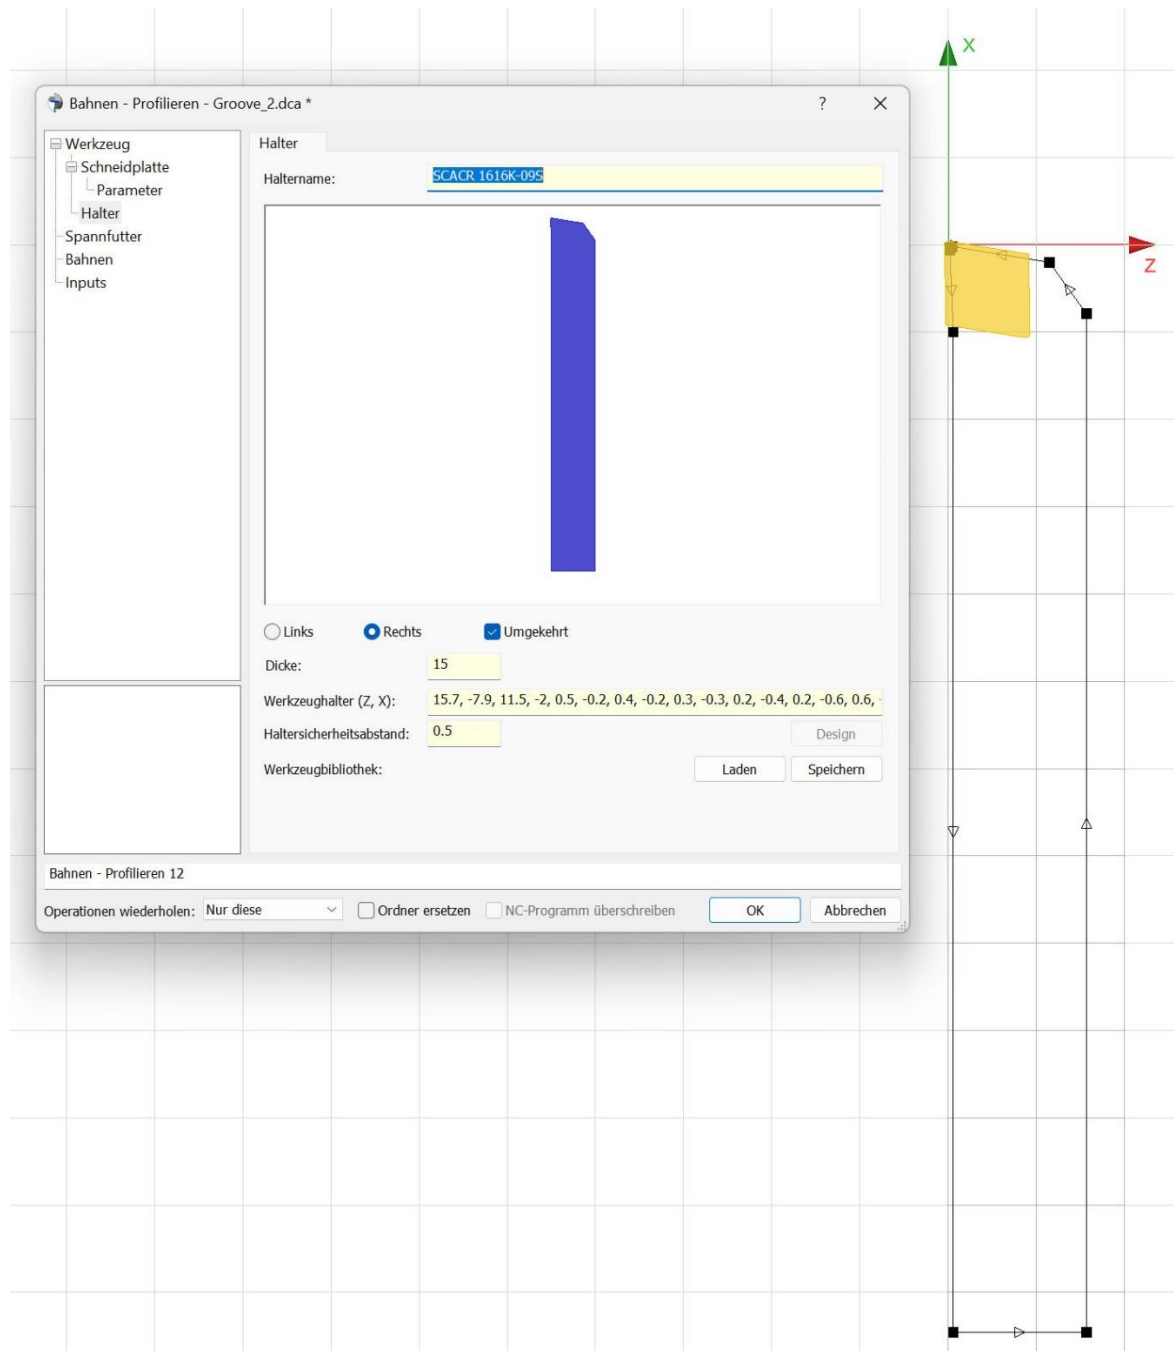 X
Bahnen - Profilieren - Groove_2.dca *
?
Werkzeug
Schneidplatte
Parameter
Halter
Spannfutter
Bahnen
Inputs
Halter
Haltername:
SCACR 1616K-09S
Z
Links
Rechts
Umgekehrt
Dicke:
15
Werkzeughalter (Z, X):
15.7, -7.9, 11.5, -2, 0.5, -0.2, 0.4, -0.2, 0.3, -0.3, 0.2, -0.4, 0.2, -0.6, 0.6, -
Haltersicherheitsabstand:
0.5
Design
Werkzeugbibliothek:
Laden
Speichern
Bahnen - Profilieren 12
Operationen wiederholen:
Nur diese
Ordner ersetzen
NC-Programm überschreiben
OK
Abbrechen